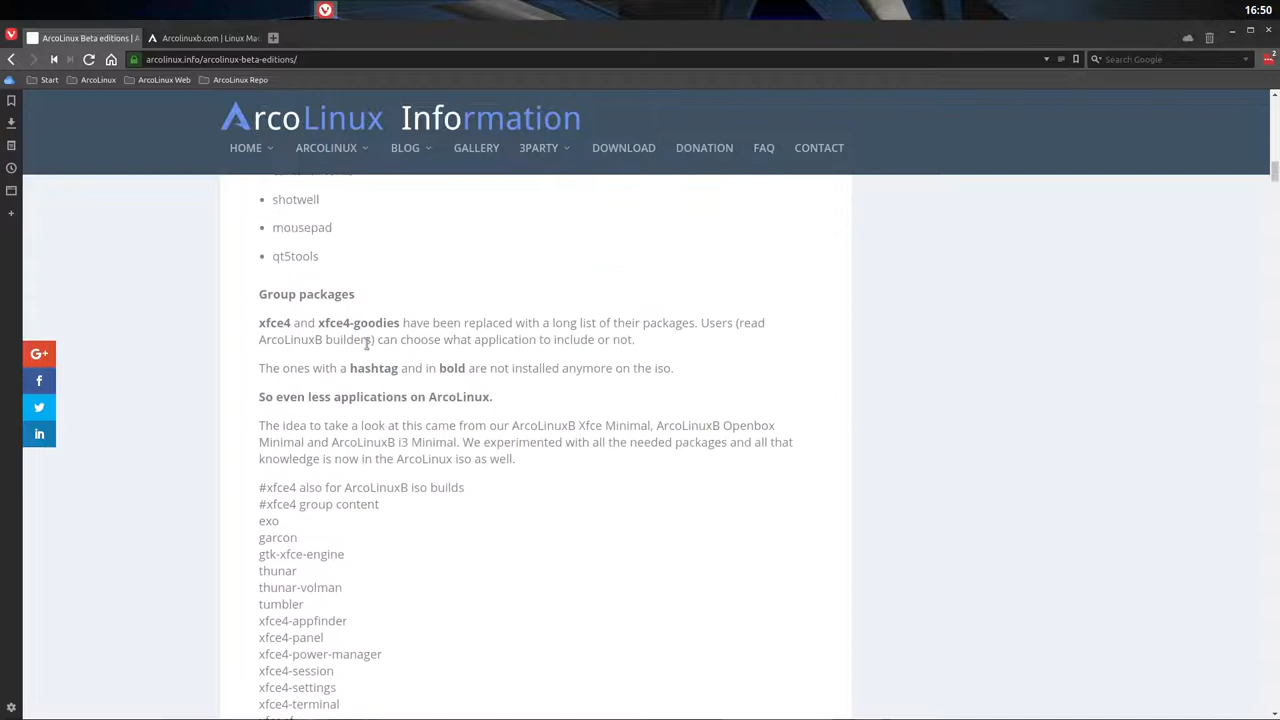 16:50
ArcoLinux Beta editions | A
Arcolinuxb.com | Linux Mac
arcolinux.info/arcolinux-beta-editions/
Search Google
2
Start
ArcoLinux
ArcoLinux Web
ArcoLinux Repo
ArcoLinux Information
HOME
ARCOLINUX
BLOG
GALLERY
3PARTY
DOWNLOAD
DONATION
FAQ
CONTACT
• shotwell
• mousepad
• qt5tools
Group packages
xfce4 and xfce4-goodies have been replaced with a long list of their packages. Users (read
ArcoLinuxB builders) can choose what application to include or not.
G+
The ones with a hashtag and in bold are not installed anymore on the iso.
f
So even less applications on ArcoLinux.
The idea to take a look at this came from our ArcoLinuxB Xfce Minimal, ArcoLinuxB Openbox
in
Minimal and ArcoLinuxB i3 Minimal. We experimented with all the needed packages and all that
knowledge is now in the ArcoLinux iso as well.
#xfce4 also for ArcoLinuxB iso builds
#xfce4 group content
exo
garcon
gtk-xfce-engine
thunar
thunar-volman
tumbler
xfce4-appfinder
xfce4-panel
xfce4-power-manager
xfce4-session
xfce4-settings
xfce4-terminal